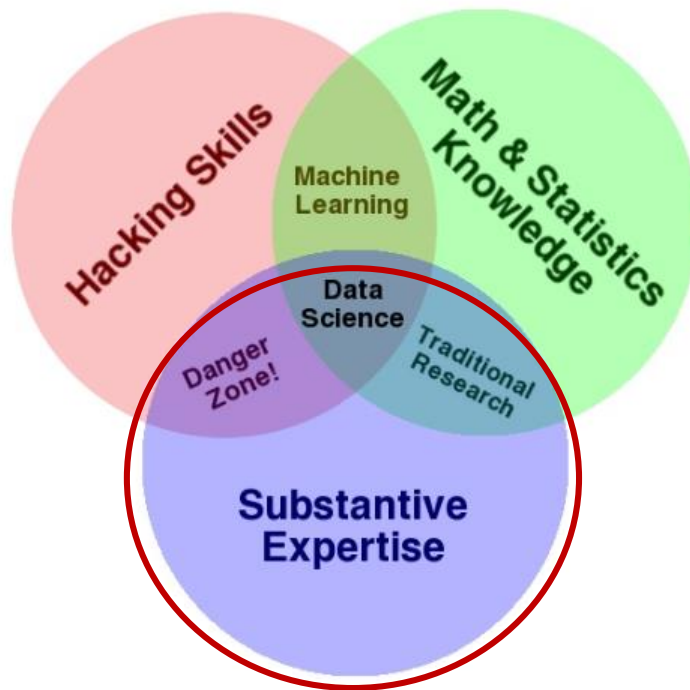 Hacking Skills
Math & Statistics
Knowledge
Machine
Learning
Data
Science
Danger
Zone!
Traditional
Research
Substantive
Expertise